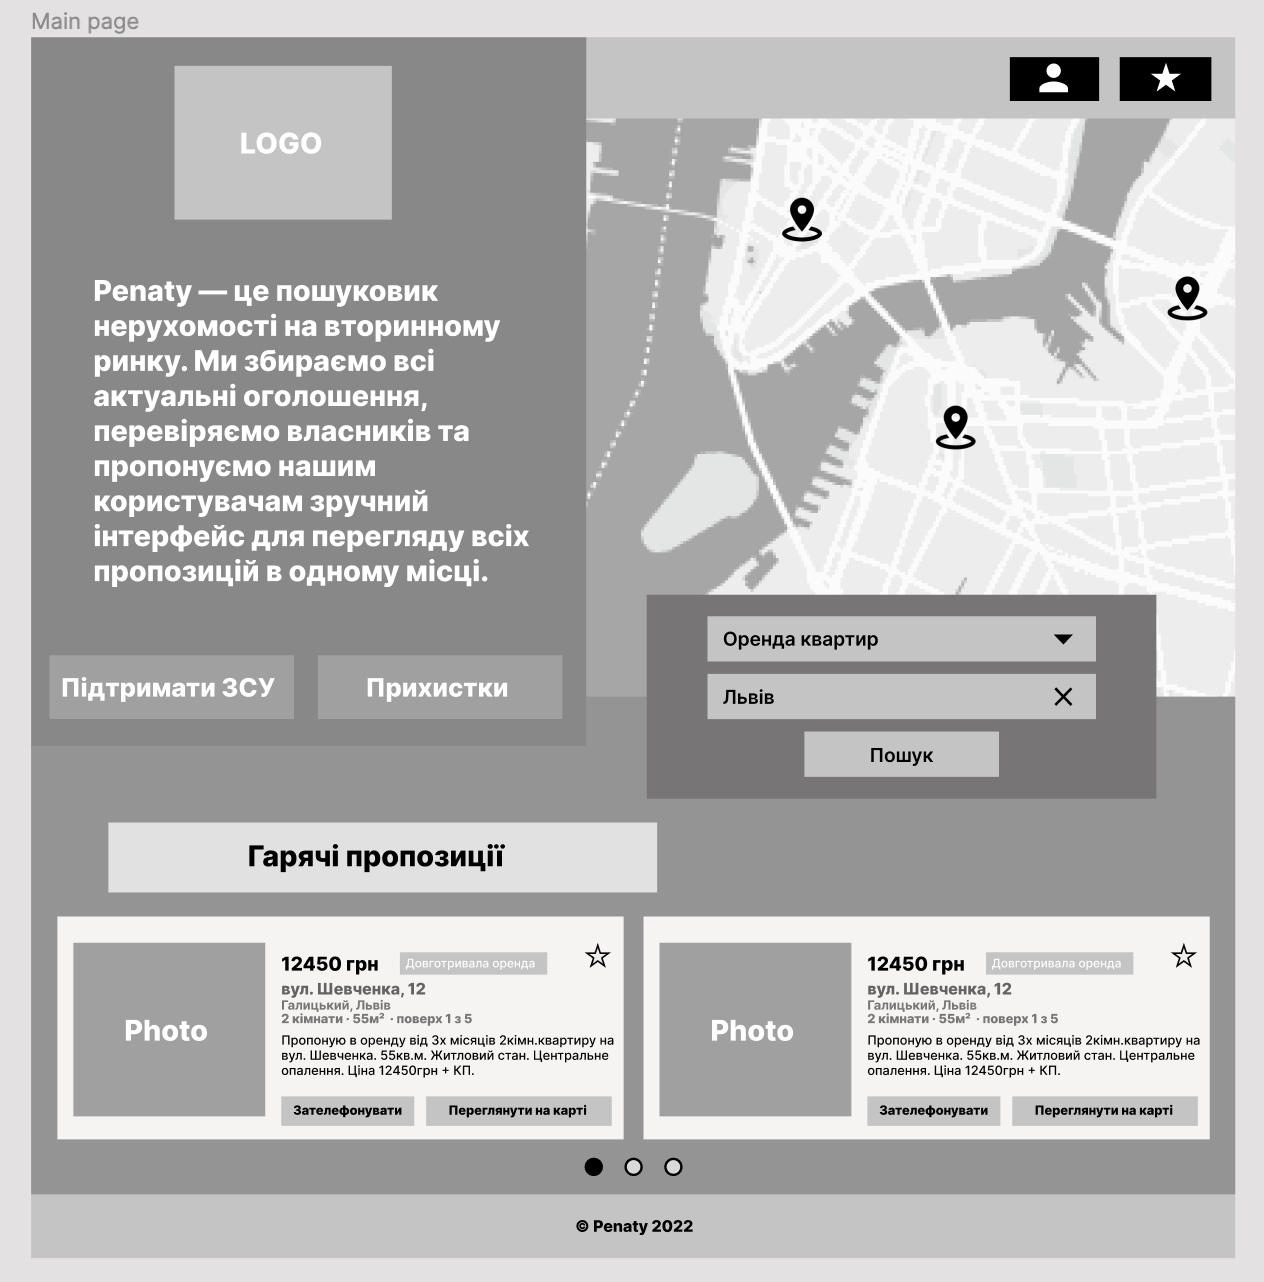 Main page
LOGO
Penaty — це пошуковик
нерухомості на вторинному
ринку. Ми збираємо всі
актуальні оголошення,
перевіряємо власників та
пропонуємо нашим
користувачам зручний
інтерфейс для перегляду всіх
пропозицій в одному місці.
Підтримати ЗСУ
Прихистки
Оренда квартир
Львів
Пошук
Гарячі пропозиції
Photo
12450 грн
Довготривала оренда
вул. Шевченка, 12
Галицький, Львів
2 кімнати · 55м² · поверх 1 з 5
Пропоную в оренду від 3х місяців 2кімн.квартиру на
вул. Шевченка. 55кв.м. Житловий стан. Центральне
опалення. Ціна 12450грн + КП.
Зателефонувати
Переглянути на карті
Photo
12450 грн
Довготривала оренда
вул. Шевченка, 12
Галицький, Львів
2 кімнати · 55м² · поверх 1 з 5
Пропоную в оренду від 3х місяців 2кімн.квартиру на
вул. Шевченка. 55кв.м. Житловий стан. Центральне
опалення. Ціна 12450грн + КП.
Зателефонувати
Переглянути на карті
© Penaty 2022